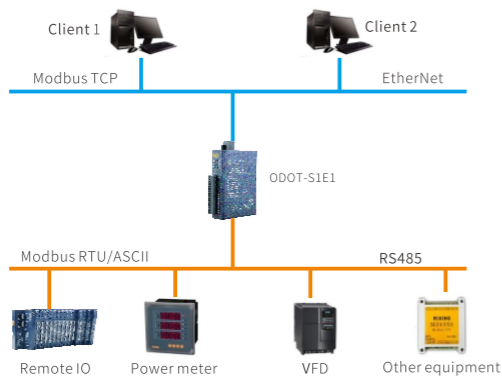 Client 1
Client 2
Modbus TCP
EtherNet
ODOT-S1E1
Modbus RTU/ASCII
RS485
Remote IO
Power meter
VFD
Other equipment